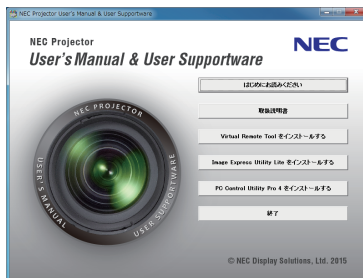 NEC Projector User's Manual & User Supportware
NEC Projector
NEC
User's Manual & User Supportware
NEC PROJECTOR
USER'S MANUAL
USER SUPPORTWARE
はじめにお読みください
取扱説明書
Virtual Remote Tool をインストールする
Image Express Utility Lite をインストールする
PC Control Utility Pro 4 をインストールする
終了
© NEC Display Solutions, Ltd. 2015